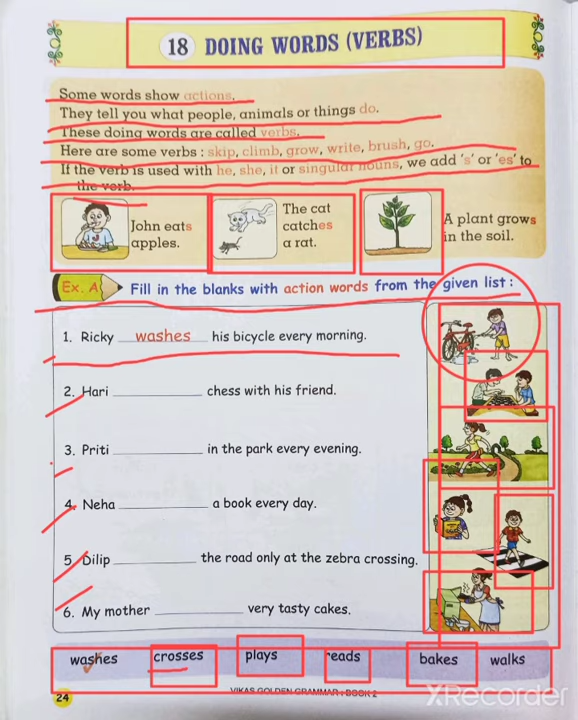 18 DOING WORDS (VERBS)
Some words show actions.
They tell you what people, animals or things do.
These doing words are called verbs.
Here are some verbs : skip, climb, grow, write, brush, go.
If the verb is used with he, she, it or singular nouns, we add 's' or 'es' to
the verb.
John eats
apples.
The cat
catches
a rat.
A plant grows
in the soil.
Ex. A Fill in the blanks with action words from the given list :
1. Ricky washes his bicycle every morning.
2. Hari ____________ chess with his friend.
3. Priti ____________ in the park every evening.
4. Neha ____________ a book every day.
5. Dilip ____________ the road only at the zebra crossing.
6. My mother ____________ very tasty cakes.
washes crosses plays reads bakes walks
24 VIKAS GOLDEN GRAMMAR : BOOK 2
XRecorder